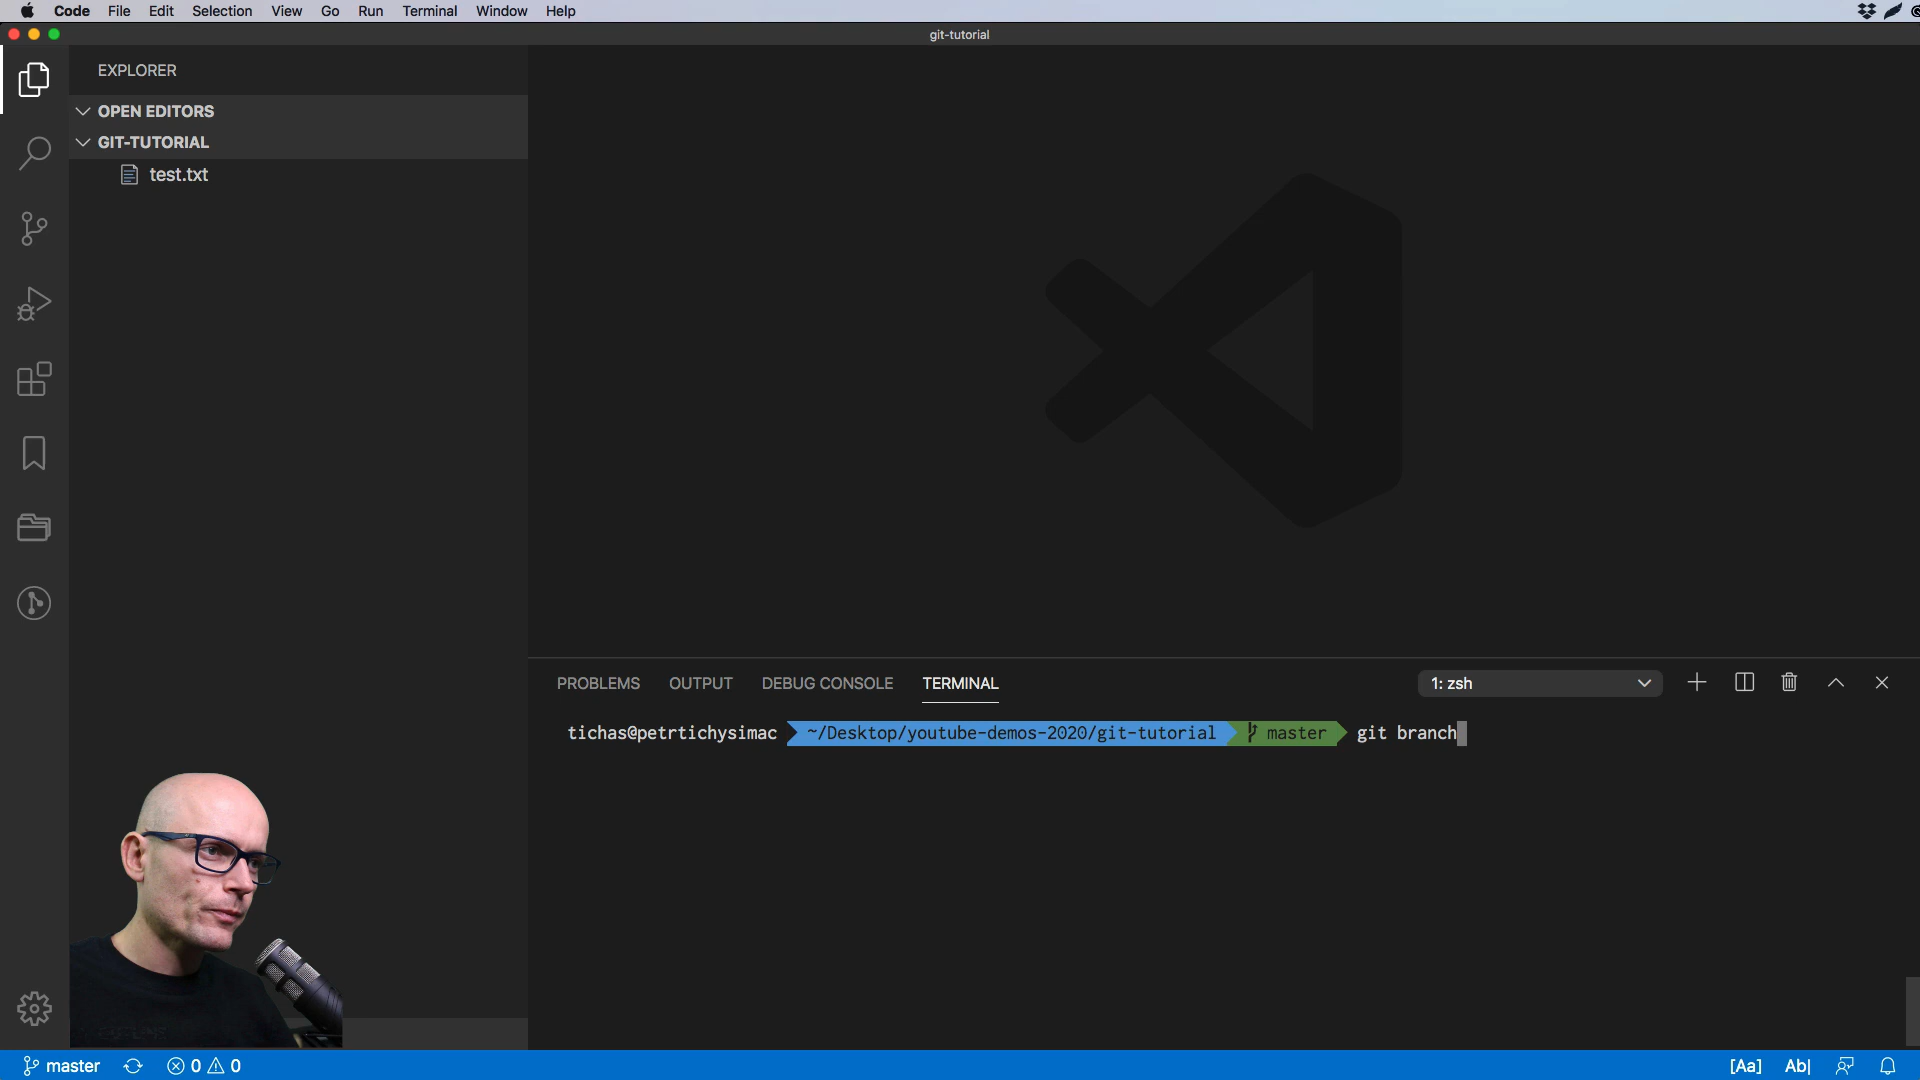 Code File Edit Selection View Go Run Terminal Window Help
git-tutorial
EXPLORER
OPEN EDITORS
GIT-TUTORIAL
test.txt
PROBLEMS OUTPUT DEBUG CONSOLE TERMINAL 1: zsh
tichas@petrtichysimac ~/Desktop/youtube-demos-2020/git-tutorial master git branch
master 0 0 [Aa] Ab|